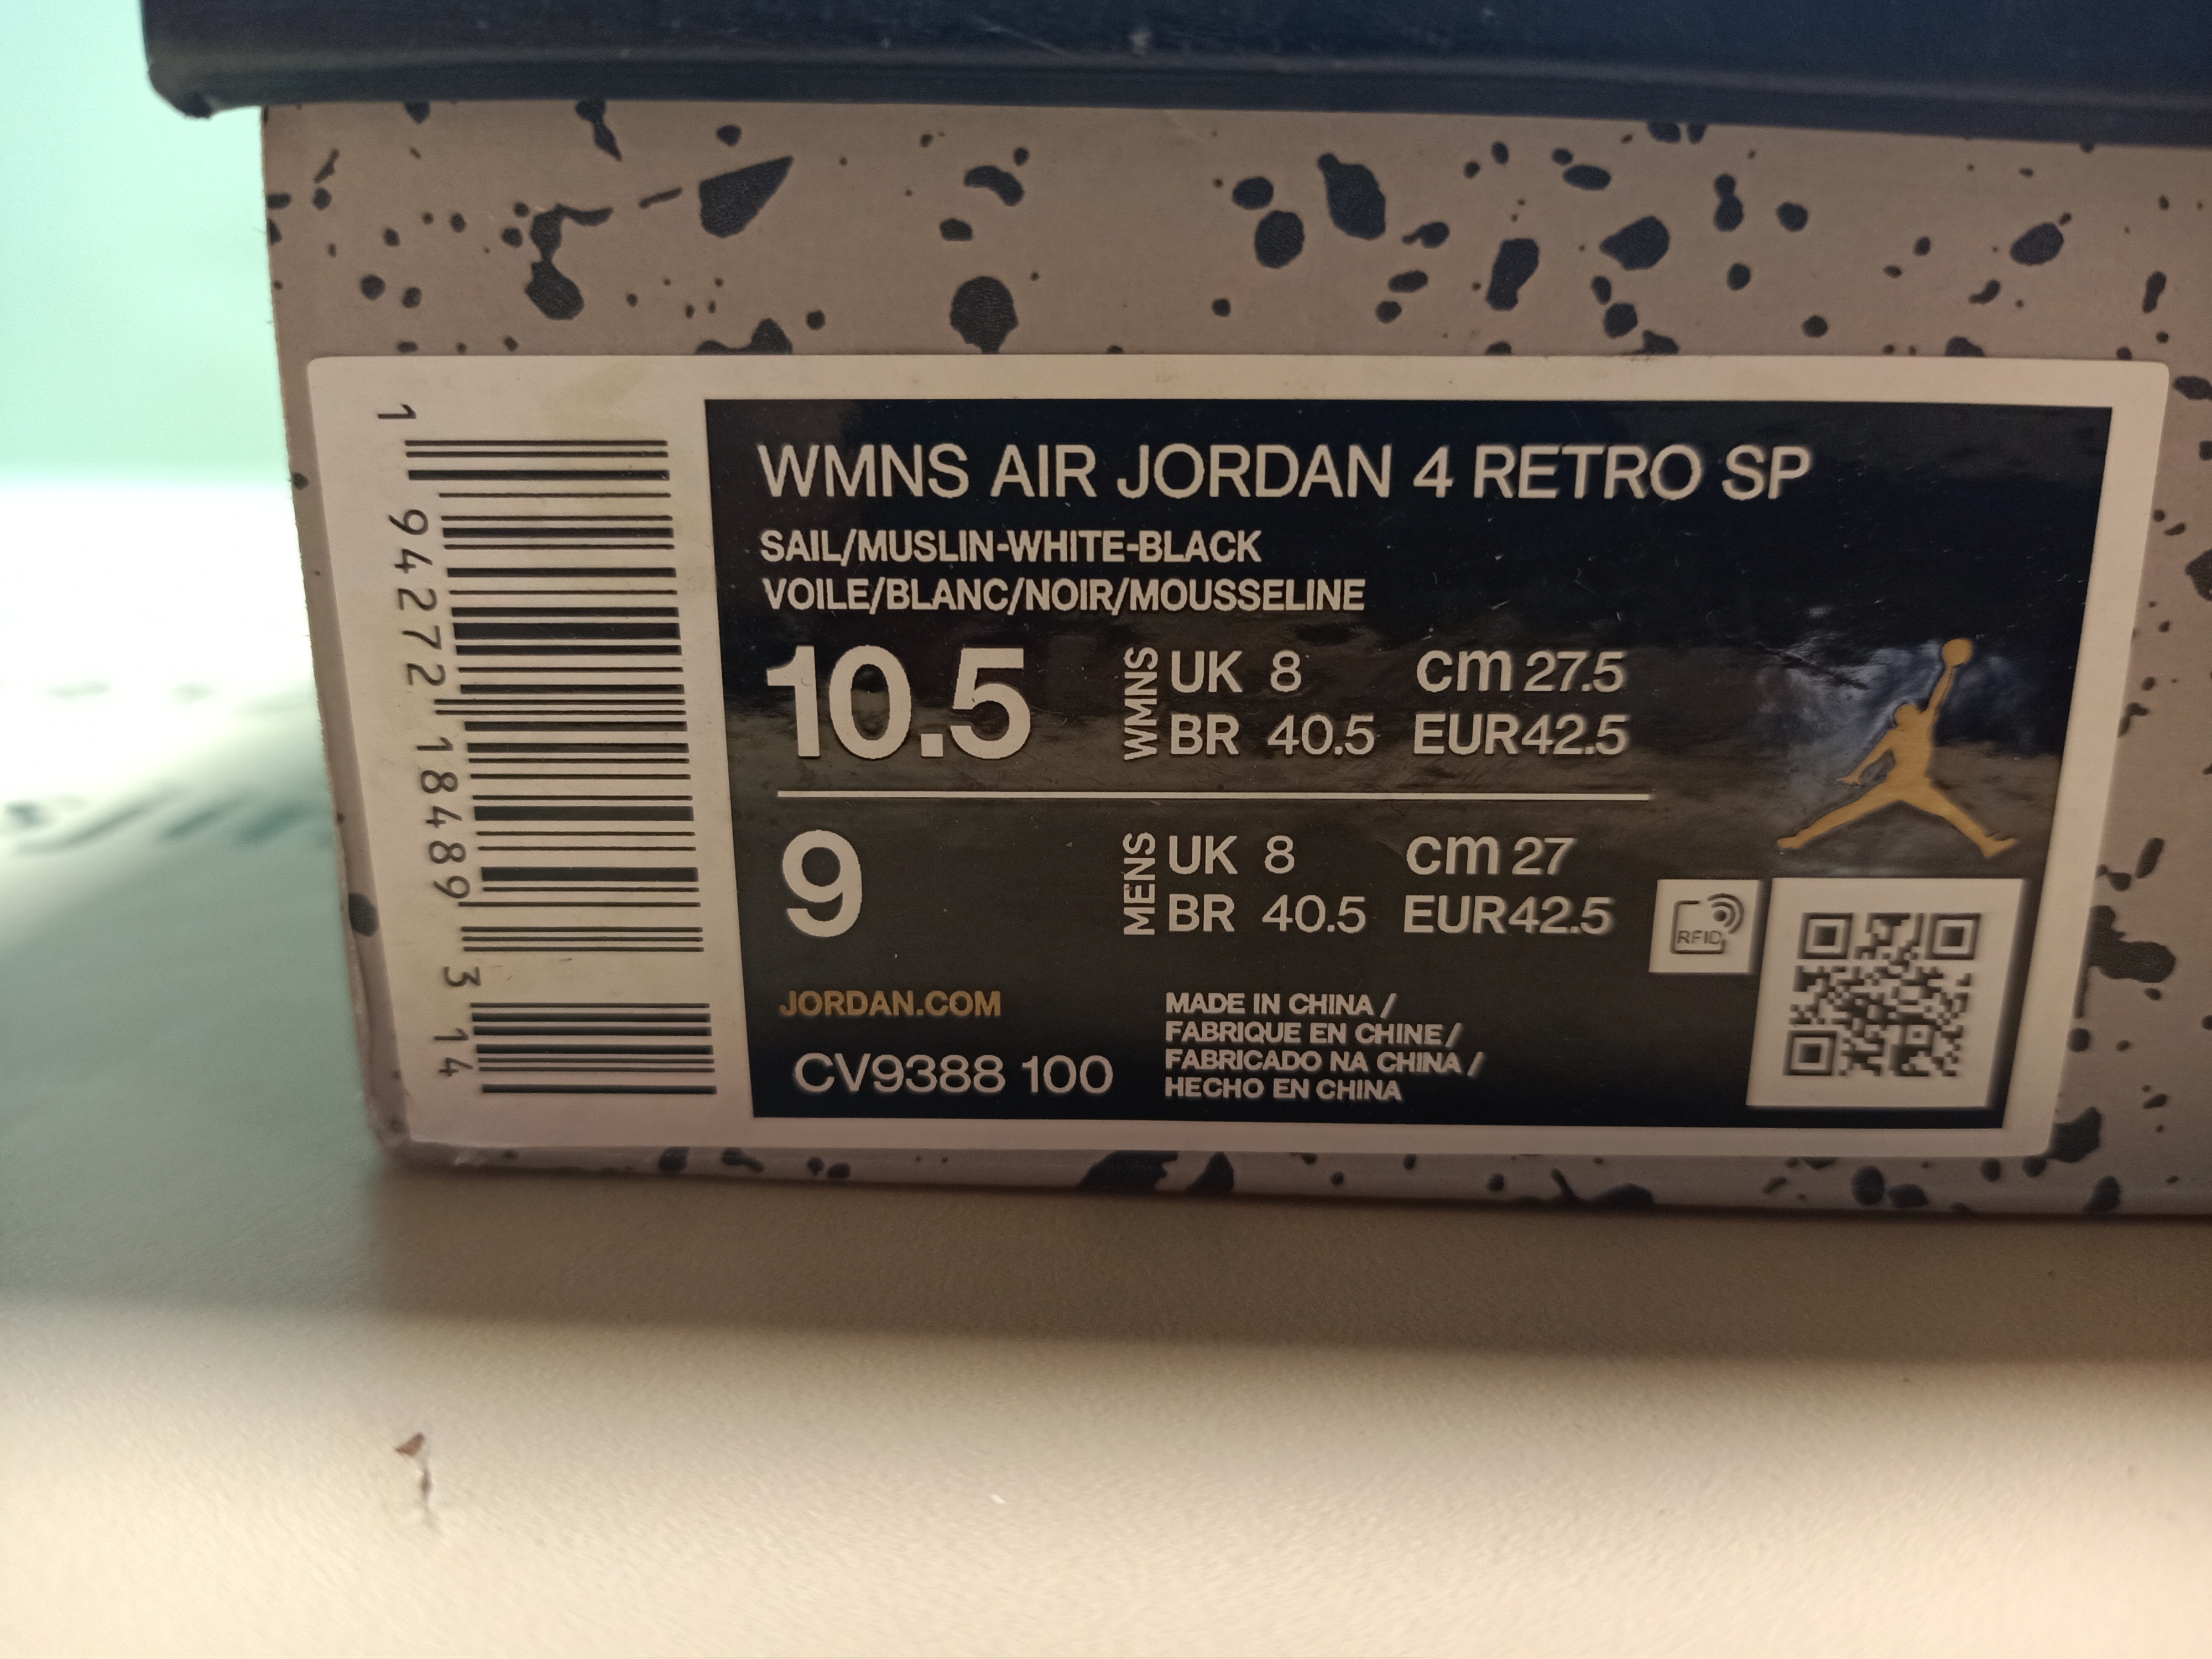 WMNS AIR JORDAN 4 RETRO SP
SAIL/MUSLIN-WHITE-BLACK
VOILE/BLANC/NOIR/MOUSSELINE
10.5
WMNS
UK 8 cm 27.5
BR 40.5 EUR42.5
9
MENS
UK 8 cm 27
BR 40.5 EUR42.5
RFID
JORDAN.COM
CV9388 100
MADE IN CHINA /
FABRIQUE EN CHINE /
FABRICADO NA CHINA /
HECHO EN CHINA
1 94272 18489 3 14